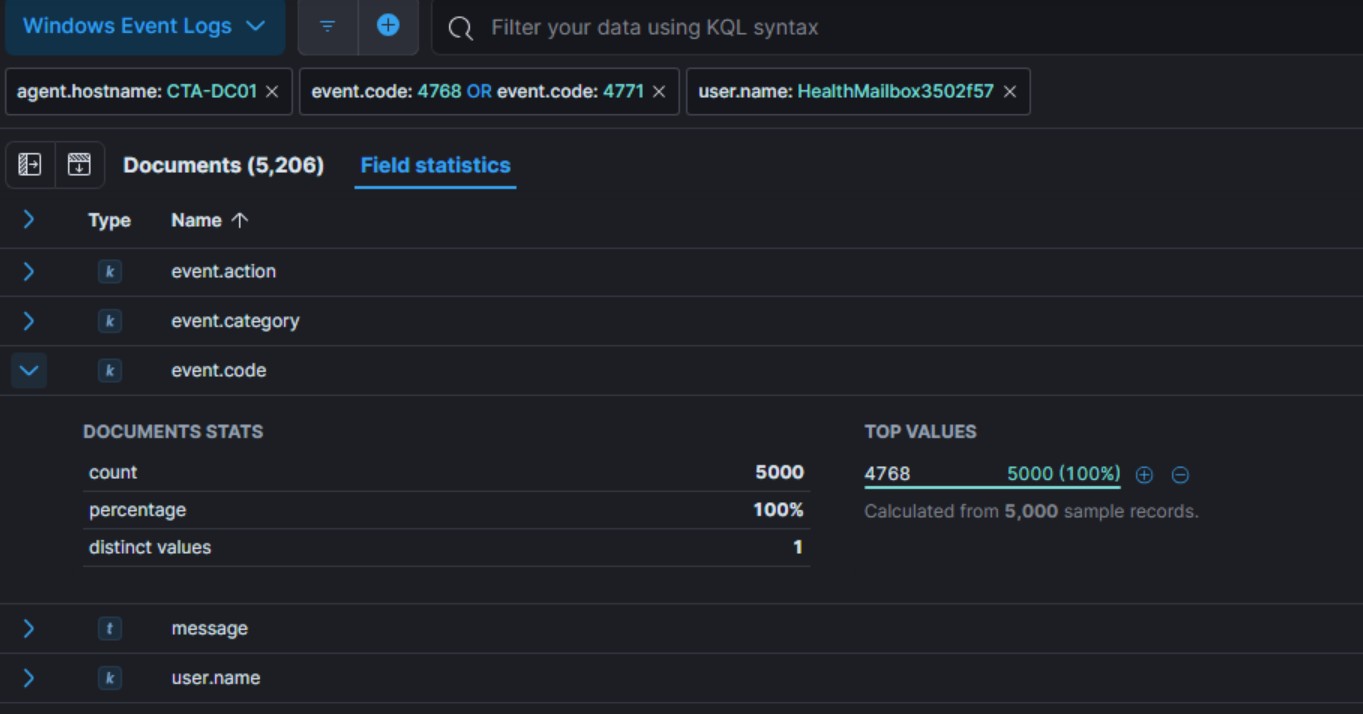 Windows Event Logs
Filter your data using KQL syntax
agent.hostname: CTA-DC01 × event.code: 4768 OR event.code: 4771 × user.name: HealthMailbox3502f57 ×
Documents (5,206) Field statistics
Type Name ↑
k event.action
k event.category
k event.code
DOCUMENTS STATS TOP VALUES
count 5000 4768 5000 (100%)
percentage 100% Calculated from 5,000 sample records.
distinct values 1
t message
k user.name